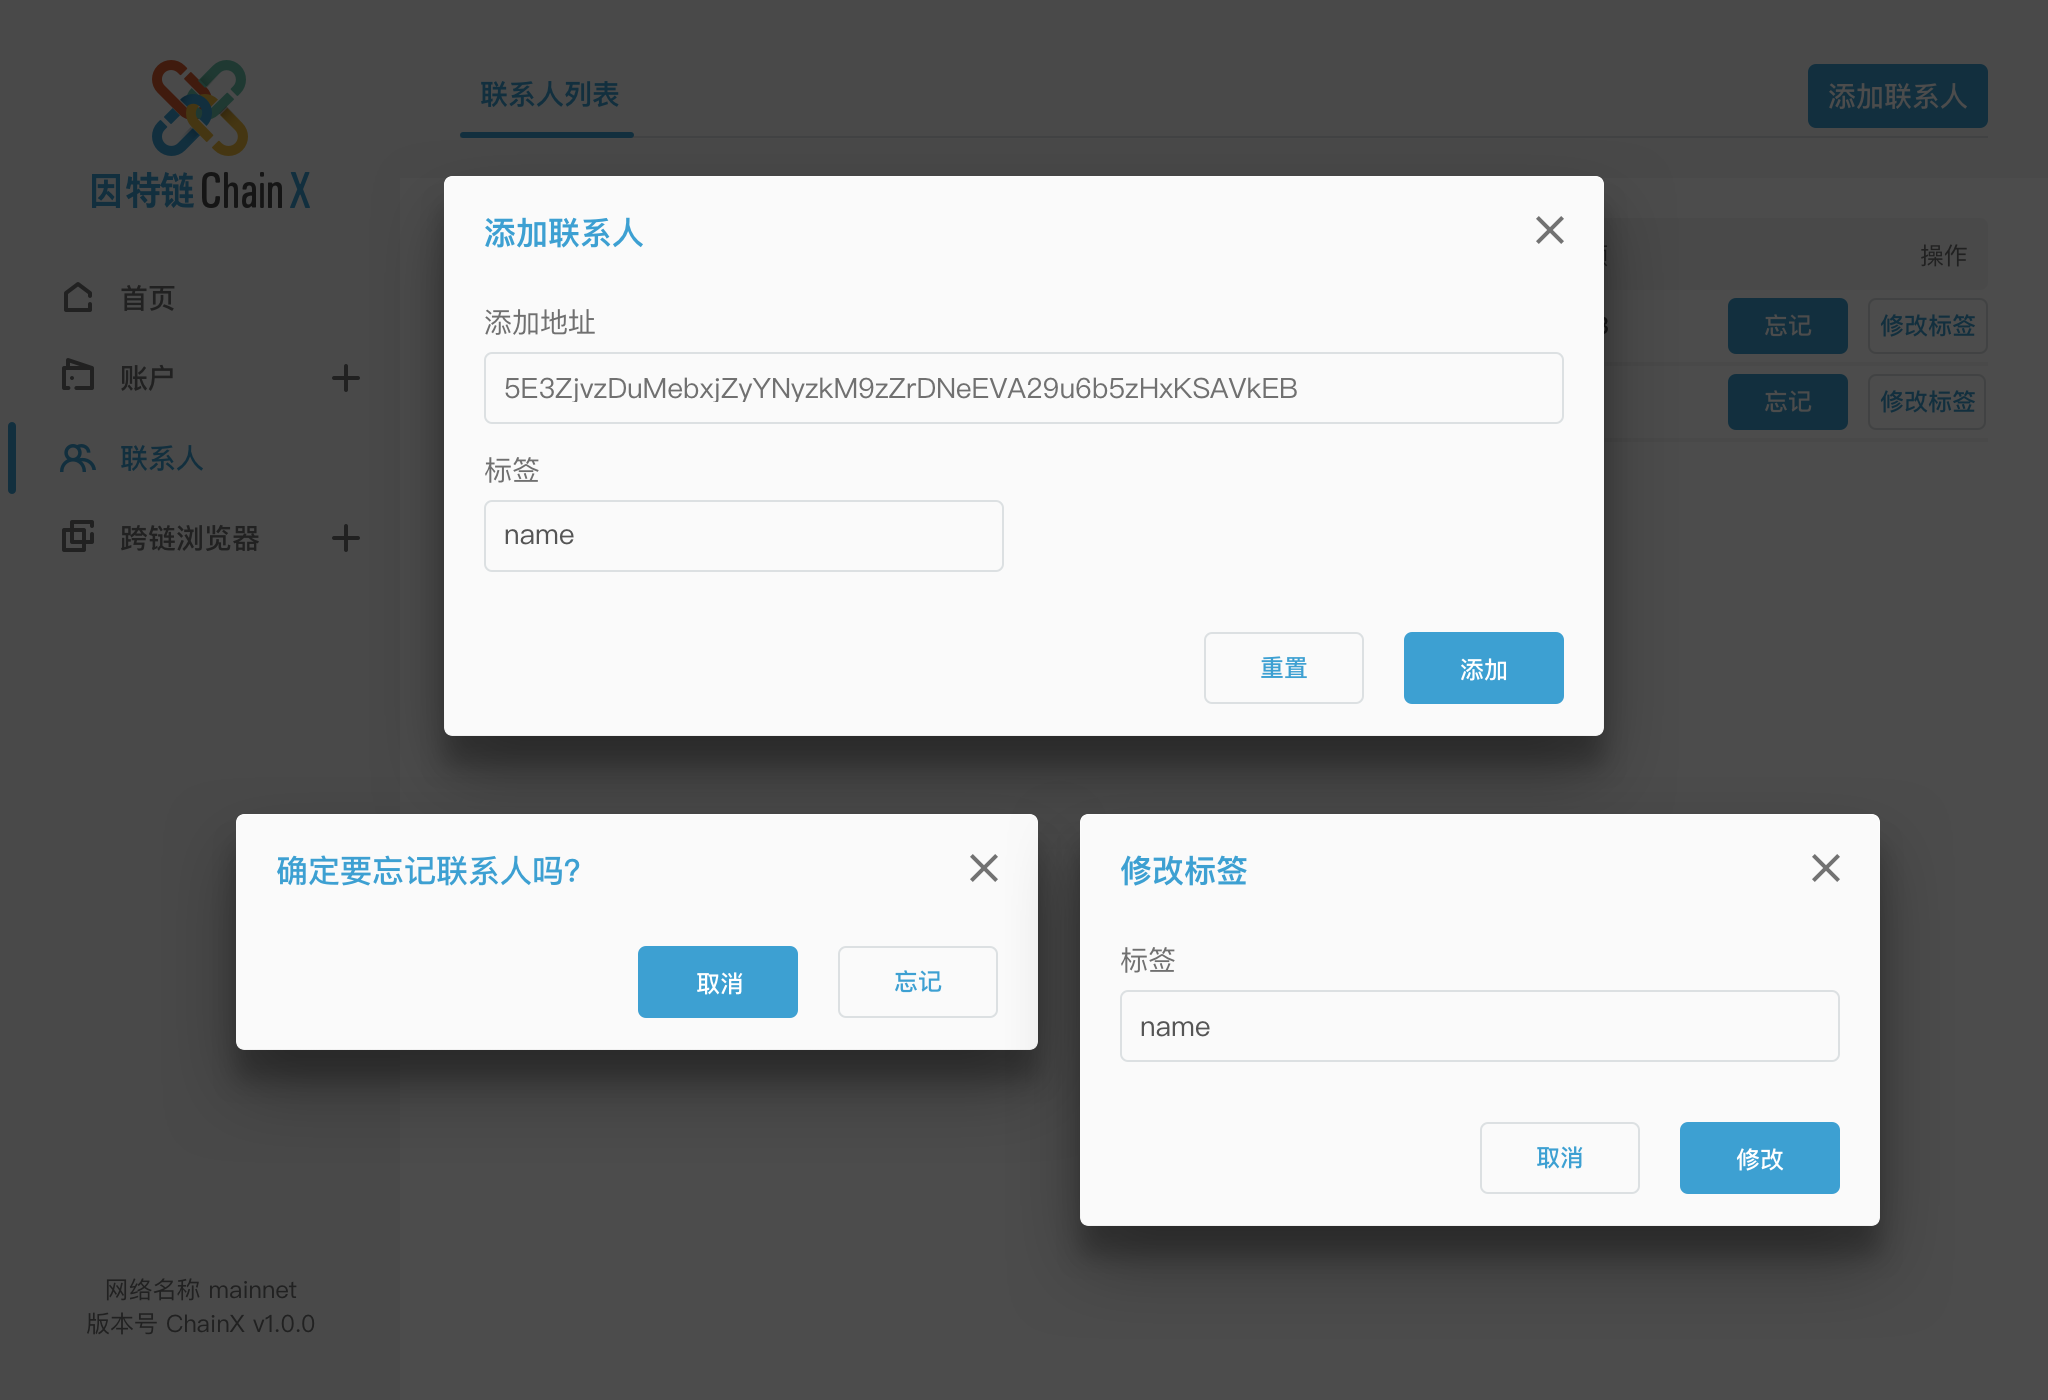 因特链 Chain X
首页
账户
联系人
跨链浏览器
网络名称 mainnet
版本号 ChainX v1.0.0
联系人列表
添加联系人
操作
忘记
修改标签
忘记
修改标签
添加联系人
添加地址
5E3ZjvzDuMebxjZyYNyzkM9zZrDNeEVA29u6b5zHxKSAVkEB
标签
name
重置
添加
确定要忘记联系人吗?
取消
忘记
修改标签
标签
name
取消
修改